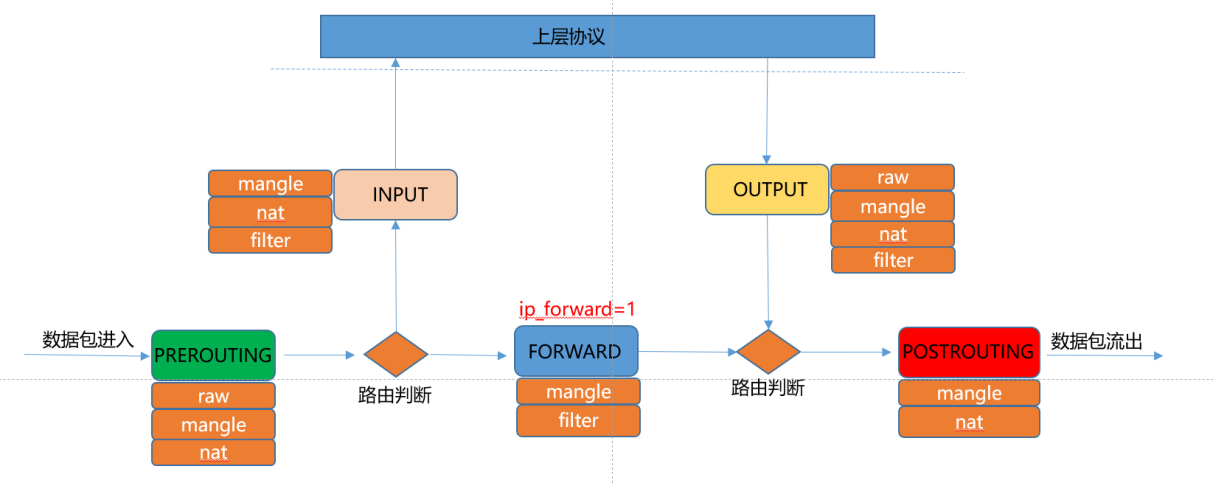 上层协议
mangle
nat
filter
INPUT
OUTPUT
raw
mangle
nat
filter
数据包进入
PREROUTING
raw
mangle
nat
路由判断
ip_forward=1
FORWARD
mangle
filter
路由判断
POSTROUTING
mangle
nat
数据包流出